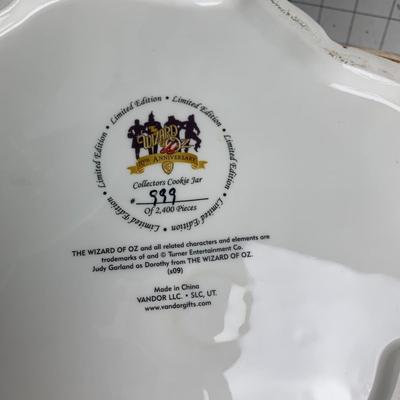 • Limited Edition • Limited Edition • Limited Edition • Limited Edition • Limited Edition • Limited Edition
THE
WIZARD
OF OZ
70TH ANNIVERSARY
Collectors Cookie Jar
# 999
Of 2,400 Pieces
THE WIZARD OF OZ and all related characters and elements are
trademarks of and © Turner Entertainment Co.
Judy Garland as Dorothy from THE WIZARD OF OZ.
(s09)
Made in China
VANDOR LLC. • SLC, UT.
www.vandorgifts.com